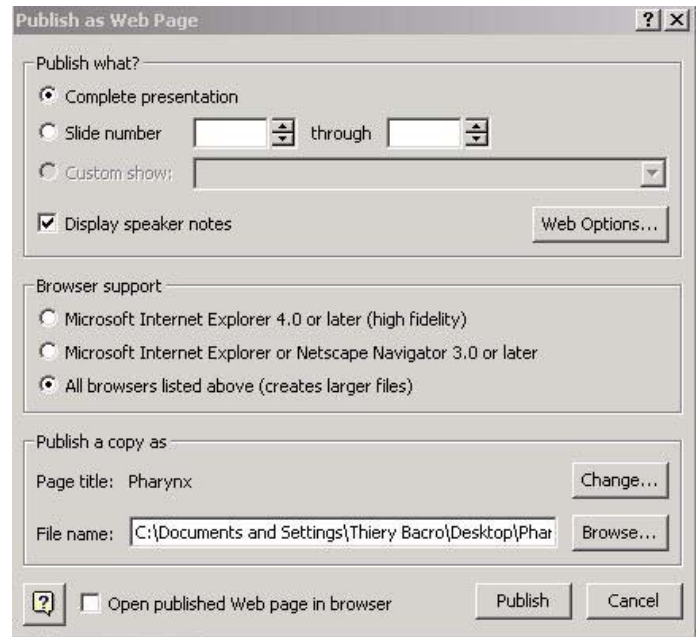 Publish as Web Page
Publish what?
Complete presentation
Slide number through
Custom show:
Display speaker notes Web Options...
Browser support
Microsoft Internet Explorer 4.0 or later (high fidelity)
Microsoft Internet Explorer or Netscape Navigator 3.0 or later
All browsers listed above (creates larger files)
Publish a copy as
Page title: Pharynx Change...
File name: C:\Documents and Settings\Thiery Bacro\Desktop\Phar Browse...
Open published Web page in browser Publish Cancel